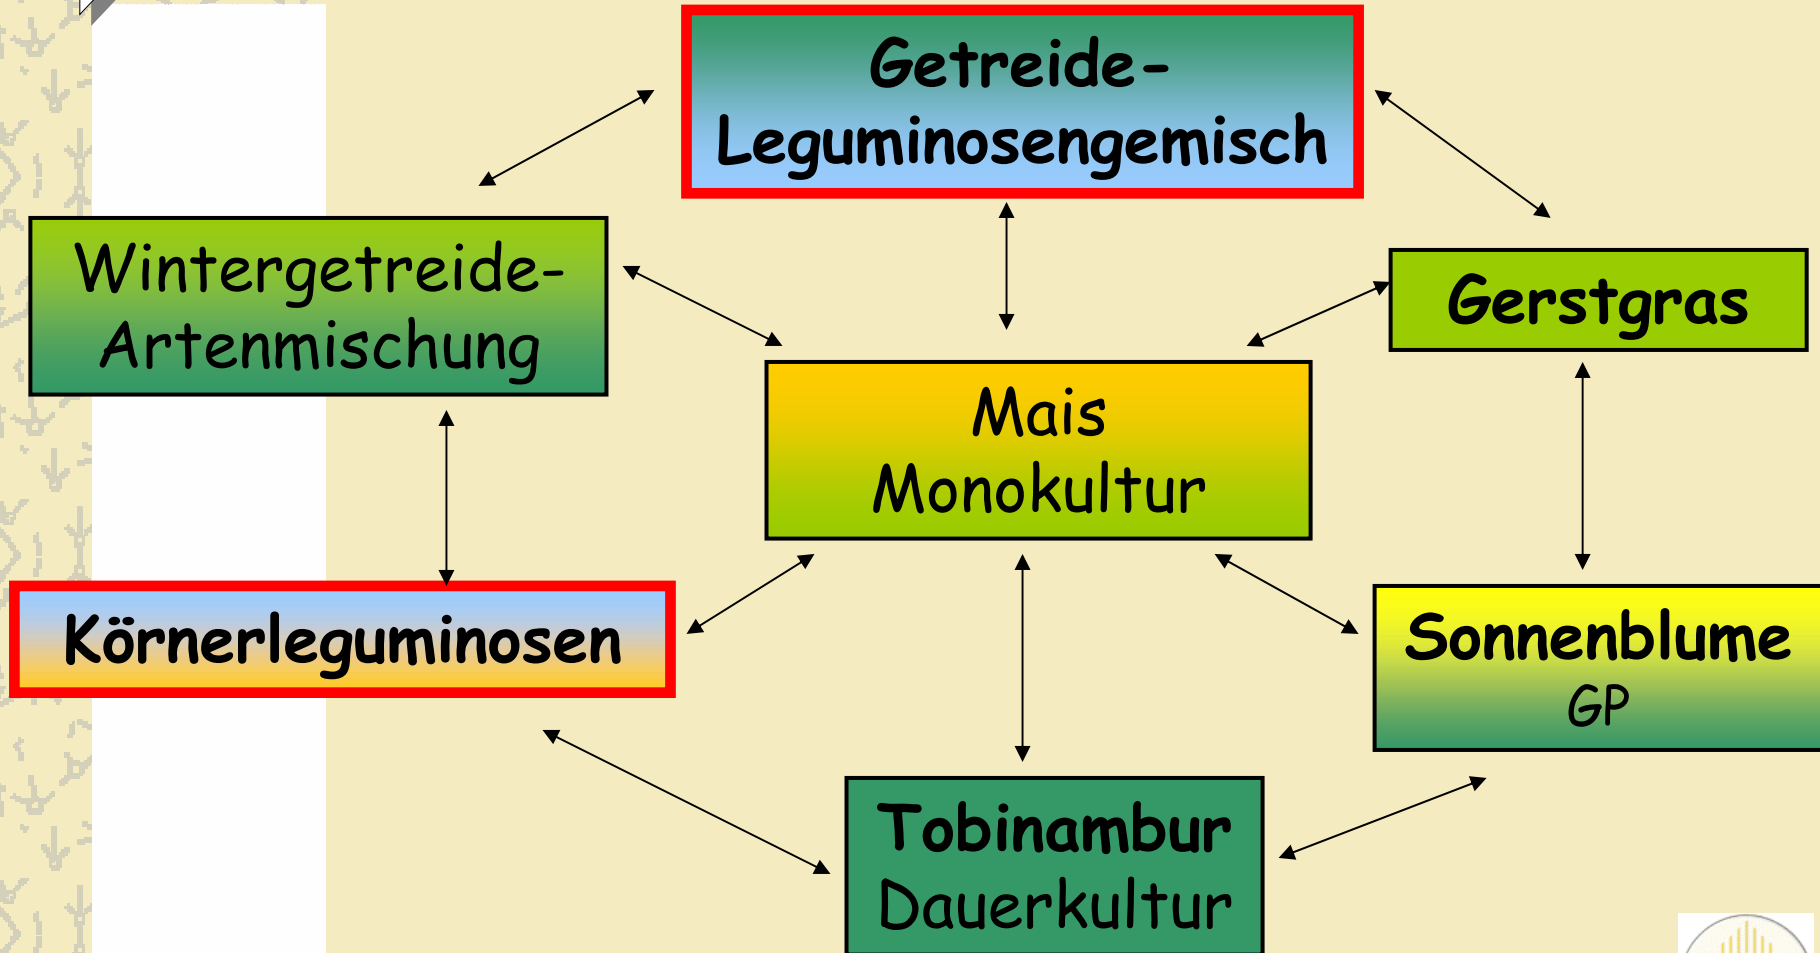 Getreide-
Leguminosengemisch
Wintergetreide-
Artenmischung
Gerstgras
Mais
Monokultur
Körnerleguminosen
Sonnenblume
GP
Tobinambur
Dauerkultur